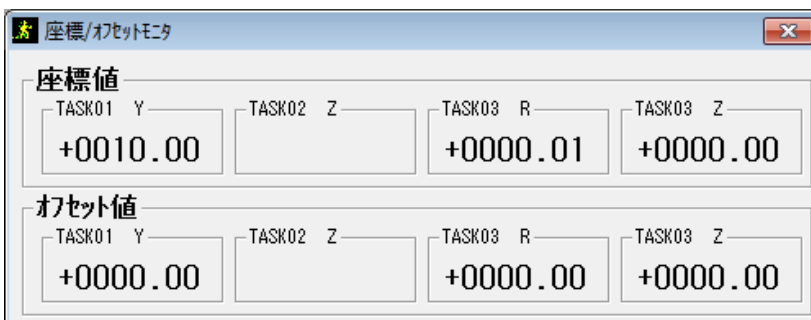 座標/ｵﾌｾｯﾄﾓﾆﾀ
座標値
TASK01 Y TASK02 Z TASK03 R TASK03 Z
+0010.00 +0000.01 +0000.00
ｵﾌｾｯﾄ値
TASK01 Y TASK02 Z TASK03 R TASK03 Z
+0000.00 +0000.00 +0000.00